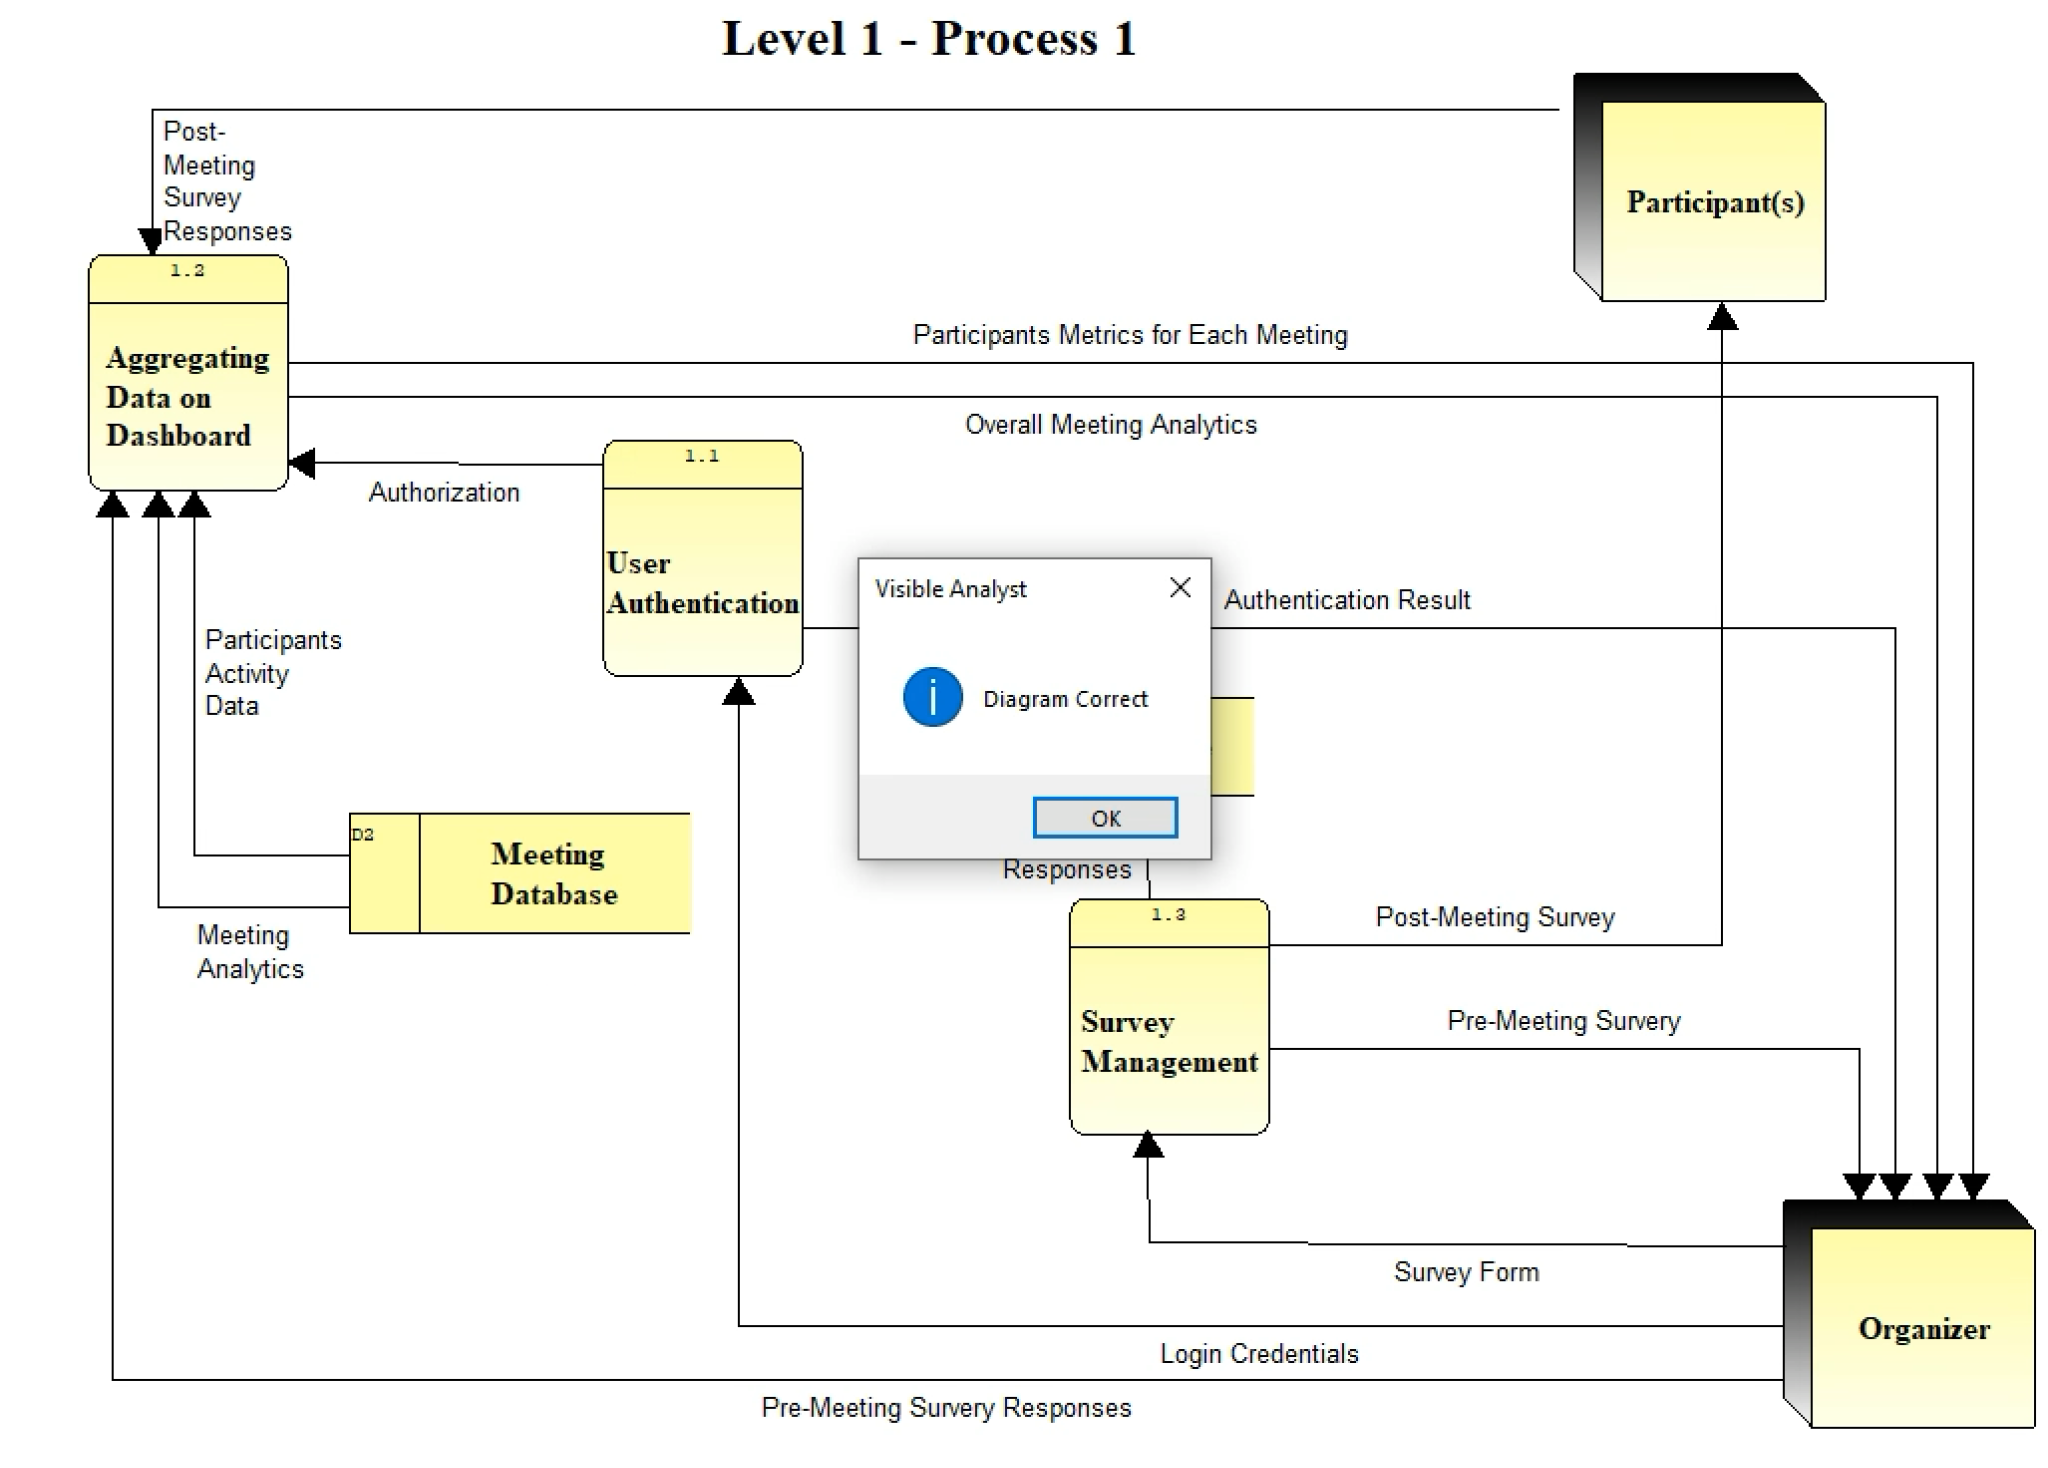 Level 1 - Process 1
Post-
Meeting
Survey
Responses
Participant(s)
1.2
Aggregating
Data on
Dashboard
Participants Metrics for Each Meeting
Overall Meeting Analytics
Authorization
1.1
User
Authentication
Visible Analyst
Diagram Correct
OK
Authentication Result
Participants
Activity
Data
D2
Meeting
Database
Meeting
Analytics
Responses
1.3
Survey
Management
Post-Meeting Survey
Pre-Meeting Survery
Survey Form
Organizer
Login Credentials
Pre-Meeting Survery Responses